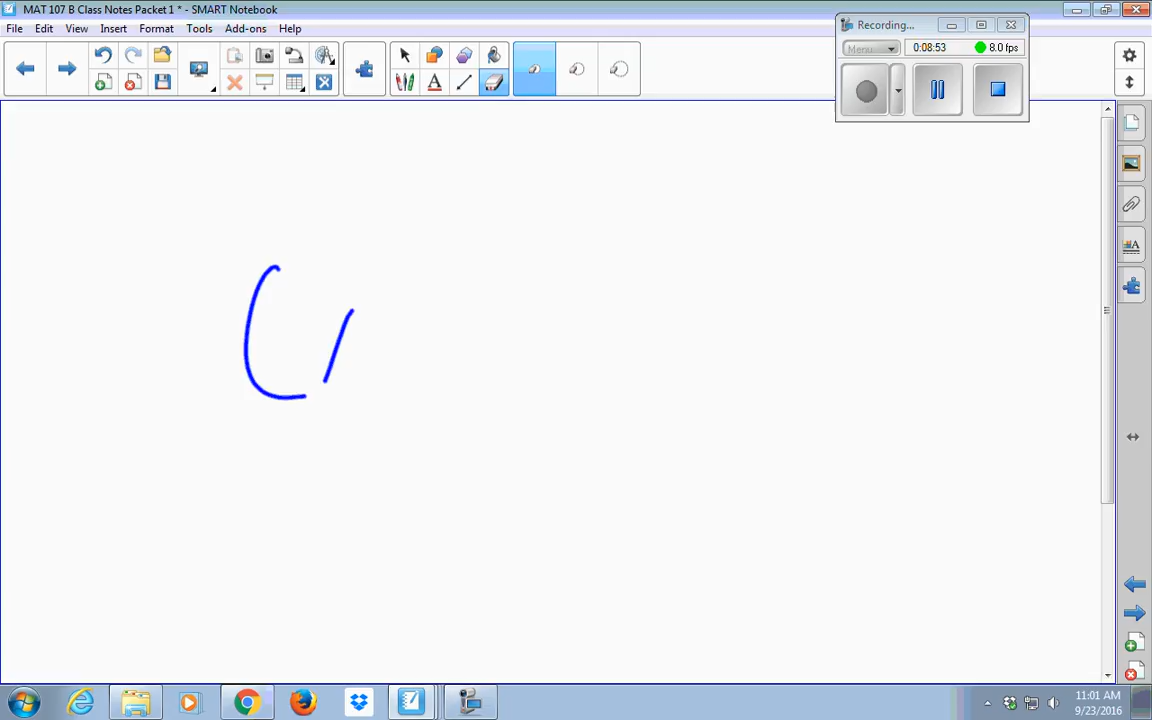 MAT 107 B Class Notes Packet 1 * - SMART Notebook
File Edit View Insert Format Tools Add-ons Help
Recording...
Menu 0:08:53 8.0 fps
11:01 AM
9/23/2016